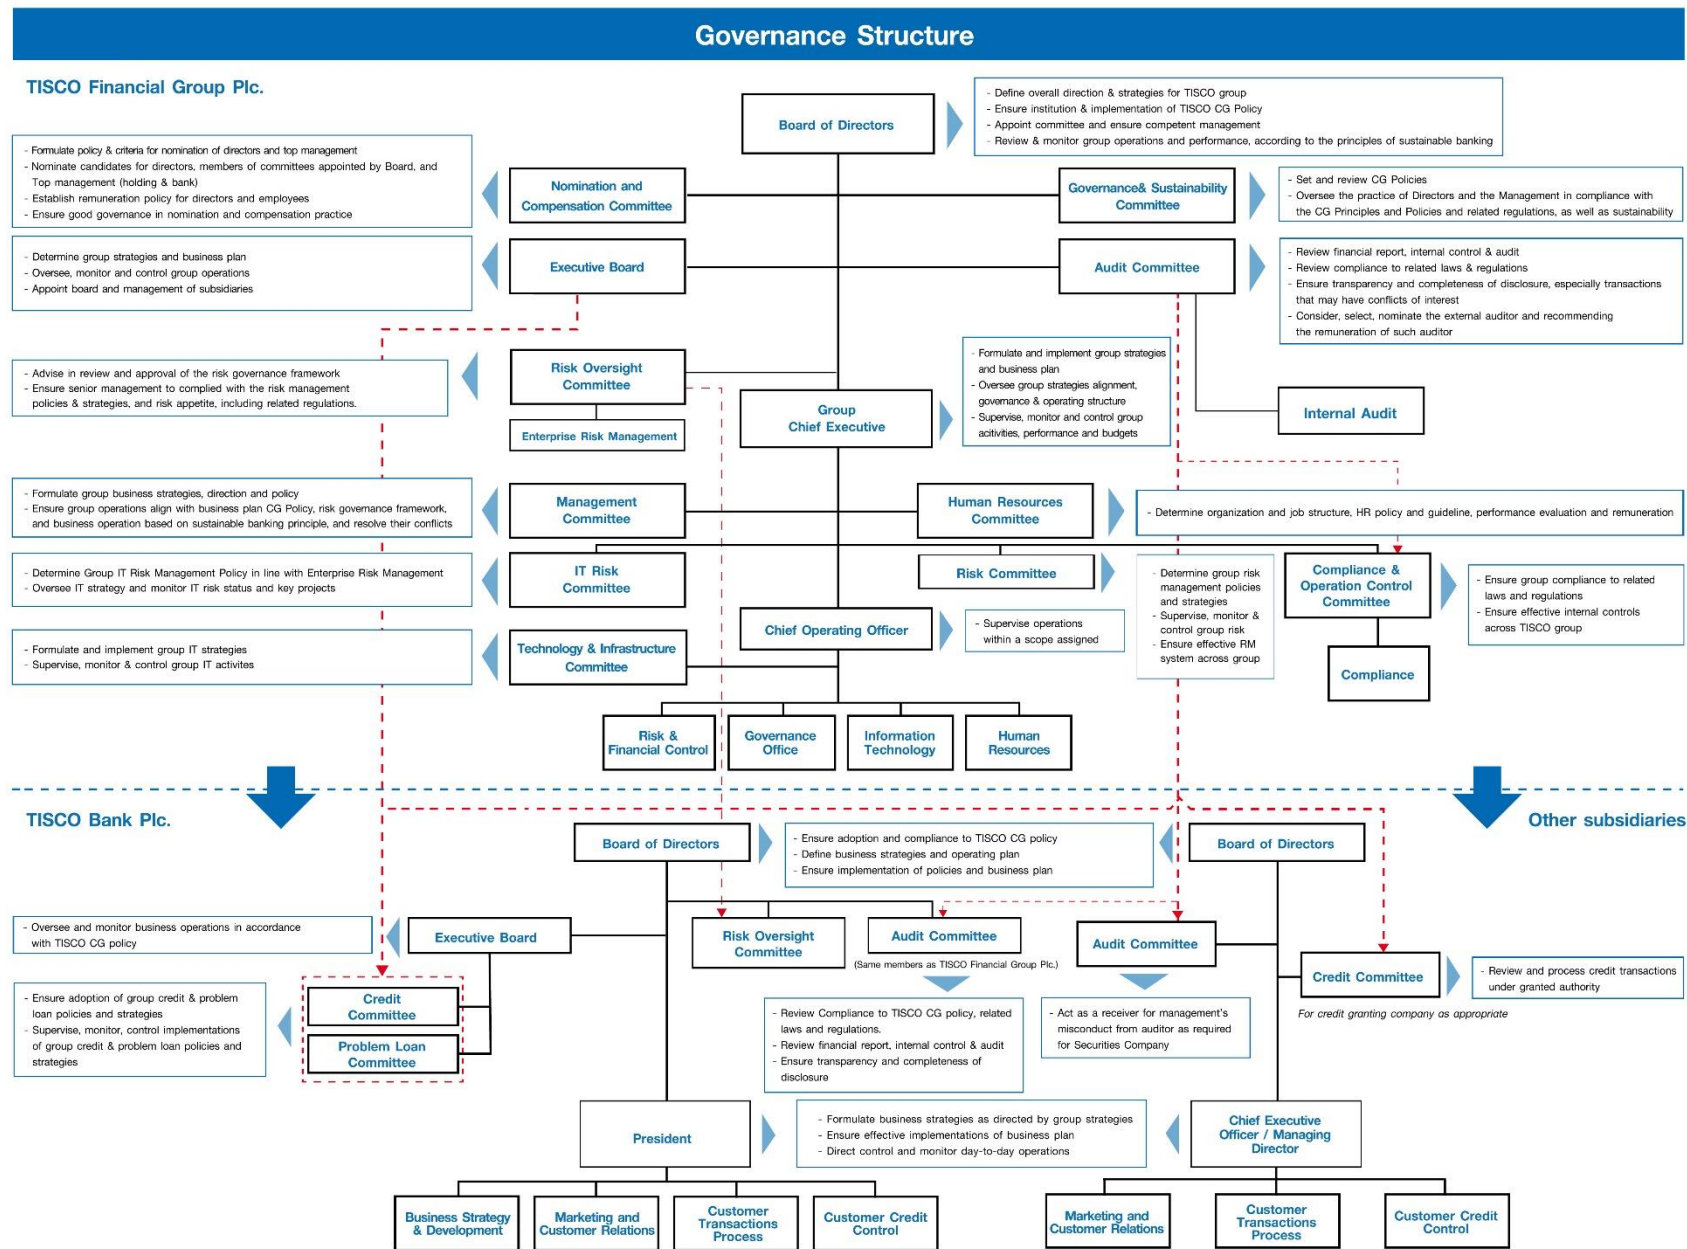 Governance Structure
TISCO Financial Group Plc.
Board of Directors
- Define overall direction & strategies for TISCO group
- Ensure institution & implementation of TISCO CG Policy
- Appoint committee and ensure competent management
- Review & monitor group operations and performance, according to the principles of sustainable banking
- Formulate policy & criteria for nomination of directors and top management
- Nominate candidates for directors, members of committees appointed by Board, and
Top management (holding & bank)
- Establish remuneration policy for directors and employees
- Ensure good governance in nomination and compensation practice
Nomination and
Compensation Committee
Governance& Sustainability
Committee
- Set and review CG Policies
- Oversee the practice of Directors and the Management in compliance with
the CG Principles and Policies and related regulations, as well as sustainability
- Determine group strategies and business plan
- Oversee, monitor and control group operations
- Appoint board and management of subsidiaries
Executive Board
Audit Committee
- Review financial report, internal control & audit
- Review compliance to related laws & regulations
- Ensure transparency and completeness of disclosure, especially transactions
that may have conflicts of interest
- Consider, select, nominate the external auditor and recommending
the remuneration of such auditor
- Advise in review and approval of the risk governance framework
- Ensure senior management to complied with the risk management
policies & strategies, and risk appetite, including related regulations.
Risk Oversight
Committee
Enterprise Risk Management
Group
Chief Executive
- Formulate and implement group strategies
and business plan
- Oversee group strategies alignment,
governance & operating structure
- Supervise, monitor and control group
acitivities, performance and budgets
Internal Audit
- Formulate group business strategies, direction and policy
- Ensure group operations align with business plan CG Policy, risk governance framework,
and business operation based on sustainable banking principle, and resolve their conflicts
Management
Committee
Human Resources
Committee
- Determine organization and job structure, HR policy and guideline, performance evaluation and remuneration
- Determine Group IT Risk Management Policy in line with Enterprise Risk Management
- Oversee IT strategy and monitor IT risk status and key projects
IT Risk
Committee
Risk Committee
- Determine group risk
management policies
and strategies
- Supervise, monitor &
control group risk
- Ensure effective RM
system across group
Compliance &
Operation Control
Committee
- Ensure group compliance to related
laws and regulations
- Ensure effective internal controls
across TISCO group
Compliance
Chief Operating Officer
- Supervise operations
within a scope assigned
- Formulate and implement group IT strategies
- Supervise, monitor & control group IT activites
Technology & Infrastructure
Committee
Risk &
Financial Control
Governance
Office
Information
Technology
Human
Resources
TISCO Bank Plc.
Other subsidiaries
Board of Directors
- Ensure adoption and compliance to TISCO CG policy
- Define business strategies and operating plan
- Ensure implementation of policies and business plan
Board of Directors
- Oversee and monitor business operations in accordance
with TISCO CG policy
Executive Board
Risk Oversight
Committee
Audit Committee
(Same members as TISCO Financial Group Plc.)
Audit Committee
Credit Committee
- Review and process credit transactions
under granted authority
For credit granting company as appropriate
- Ensure adoption of group credit & problem
loan policies and strategies
- Supervise, monitor, control implementations
of group credit & problem loan policies and
strategies
Credit
Committee
Problem Loan
Committee
- Review Compliance to TISCO CG policy, related
laws and regulations.
- Review financial report, internal control & audit
- Ensure transparency and completeness of
disclosure
- Act as a receiver for management's
misconduct from auditor as required
for Securities Company
President
- Formulate business strategies as directed by group strategies
- Ensure effective implementations of business plan
- Direct control and monitor day-to-day operations
Chief Executive
Officer / Managing
Director
Business Strategy
& Development
Marketing and
Customer Relations
Customer
Transactions
Process
Customer Credit
Control
Marketing and
Customer Relations
Customer
Transactions
Process
Customer Credit
Control